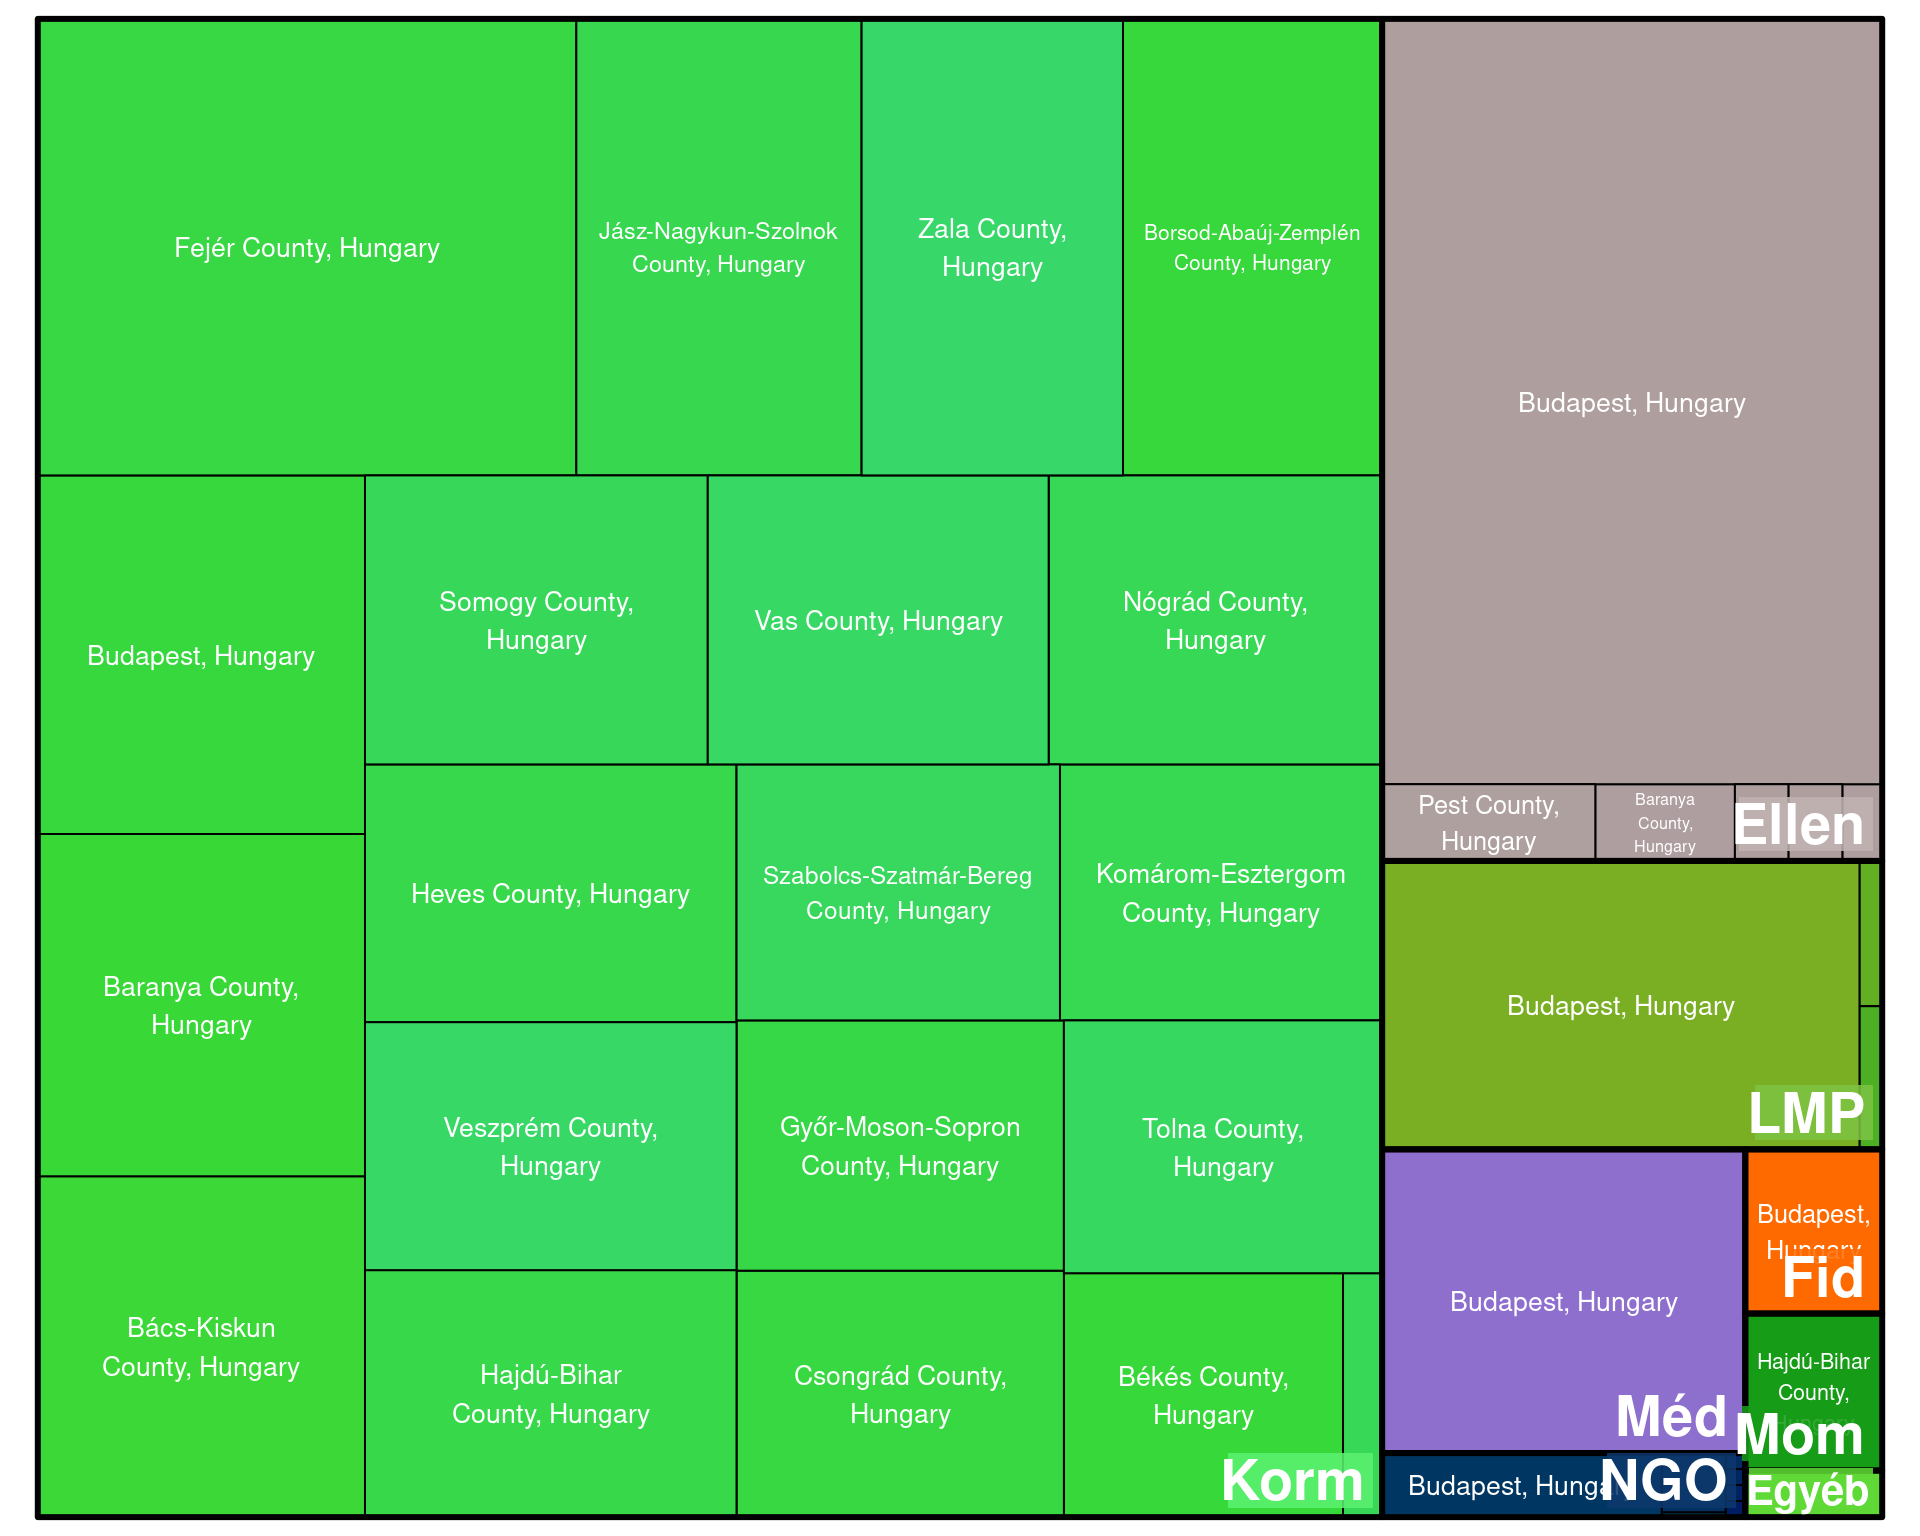 Fejér County, Hungary
Jász-Nagykun-Szolnok
County, Hungary
Zala County,
Hungary
Borsod-Abaúj-Zemplén
County, Hungary
Budapest, Hungary
Somogy County,
Hungary
Vas County, Hungary
Nógrád County,
Hungary
Baranya County,
Hungary
Heves County, Hungary
Szabolcs-Szatmár-Bereg
County, Hungary
Komárom-Esztergom
County, Hungary
Veszprém County,
Hungary
Győr-Moson-Sopron
County, Hungary
Tolna County,
Hungary
Bács-Kiskun
County, Hungary
Hajdú-Bihar
County, Hungary
Csongrád County,
Hungary
Békés County,
Hungary
Korm
Budapest, Hungary
Pest County,
Hungary
Baranya
County,
Hungary
Ellen
Budapest, Hungary
LMP
Budapest, Hungary
Méd
Budapest,
Hungary
Fid
Hajdú-Bihar
County,
Hungary
Mom
Budapest, Hungary
NGO
Egyéb